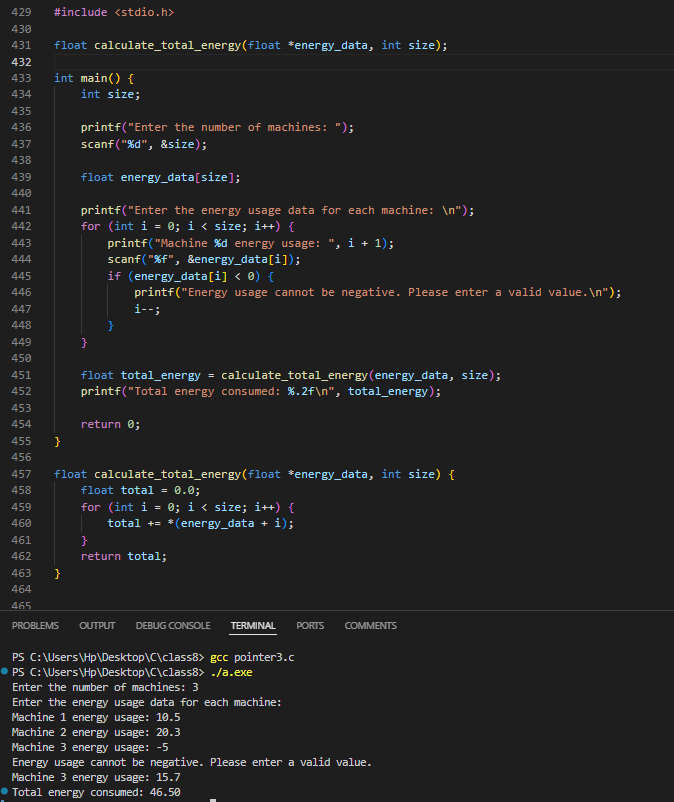 429 #include <stdio.h>
430
431 float calculate_total_energy(float *energy_data, int size);
432
433 int main() {
434     int size;
435
436     printf("Enter the number of machines: ");
437     scanf("%d", &size);
438
439     float energy_data[size];
440
441     printf("Enter the energy usage data for each machine: \n");
442     for (int i = 0; i < size; i++) {
443         printf("Machine %d energy usage: ", i + 1);
444         scanf("%f", &energy_data[i]);
445         if (energy_data[i] < 0) {
446             printf("Energy usage cannot be negative. Please enter a valid value.\n");
447             i--;
448         }
449     }
450
451     float total_energy = calculate_total_energy(energy_data, size);
452     printf("Total energy consumed: %.2f\n", total_energy);
453
454     return 0;
455 }
456
457 float calculate_total_energy(float *energy_data, int size) {
458     float total = 0.0;
459     for (int i = 0; i < size; i++) {
460         total += *(energy_data + i);
461     }
462     return total;
463 }
464
465
PROBLEMS OUTPUT DEBUG CONSOLE TERMINAL PORTS COMMENTS
PS C:\Users\Hp\Desktop\C\class8> gcc pointer3.c
PS C:\Users\Hp\Desktop\C\class8> ./a.exe
Enter the number of machines: 3
Enter the energy usage data for each machine:
Machine 1 energy usage: 10.5
Machine 2 energy usage: 20.3
Machine 3 energy usage: -5
Energy usage cannot be negative. Please enter a valid value.
Machine 3 energy usage: 15.7
Total energy consumed: 46.50